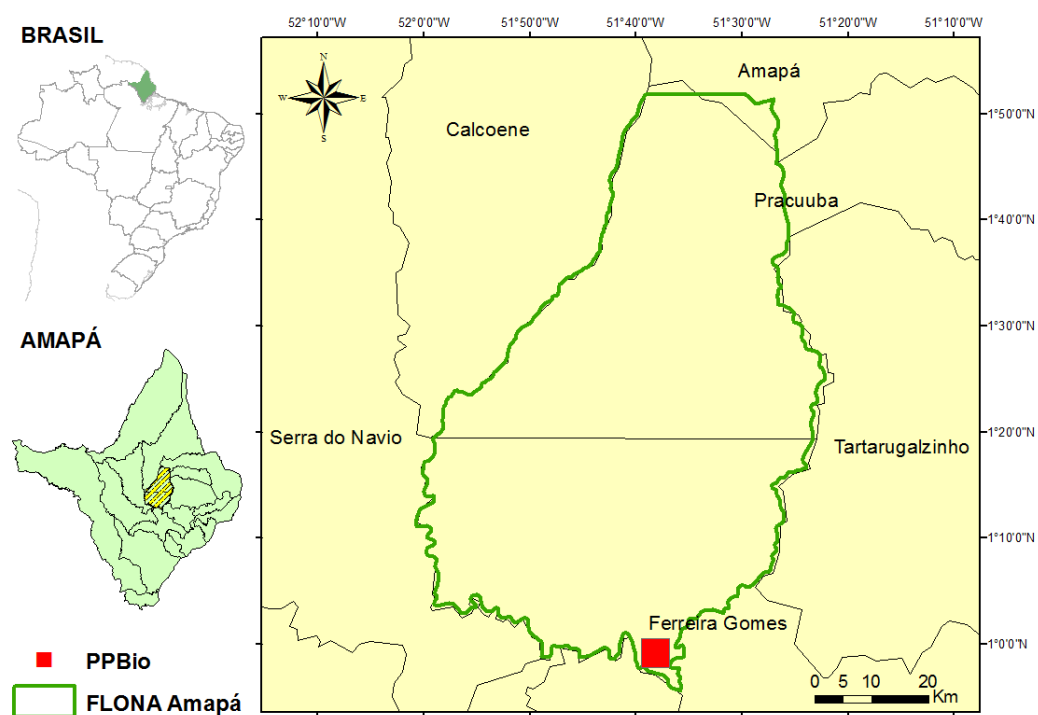 BRASIL
AMAPÁ
PPBio
FLONA Amapá
52°10'0"W 52°0'0"W 51°50'0"W 51°40'0"W 51°30'0"W 51°20'0"W 51°10'0"W
N
W E
S
Amapá
Calcoene
Pracuuba
Serra do Navio
Tartarugalzinho
Ferreira Gomes
1°50'0"N
1°40'0"N
1°30'0"N
1°20'0"N
1°10'0"N
1°0'0"N
0 5 10 20
Km